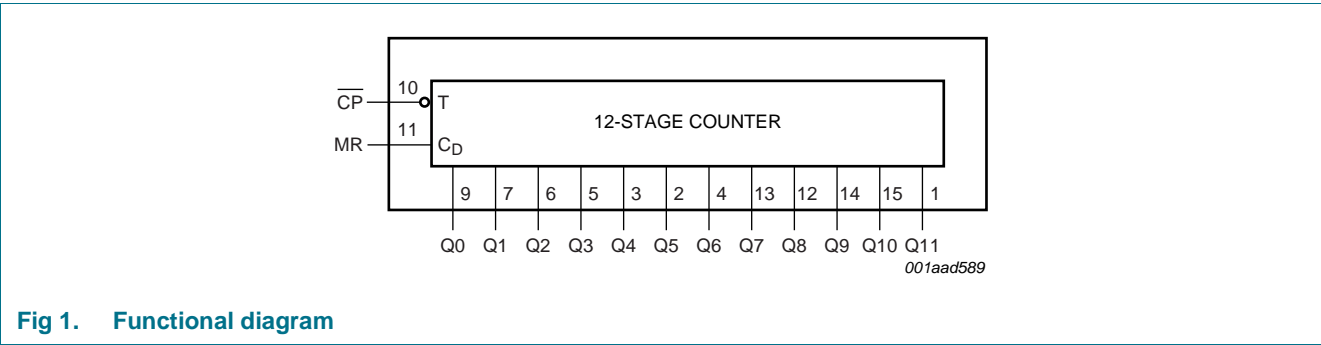 10
CP
T
12-STAGE COUNTER
11
MR
CD
9 7 6 5 3 2 4 13 12 14 15 1
Q0 Q1 Q2 Q3 Q4 Q5 Q6 Q7 Q8 Q9 Q10 Q11
001aad589
Fig 1. Functional diagram